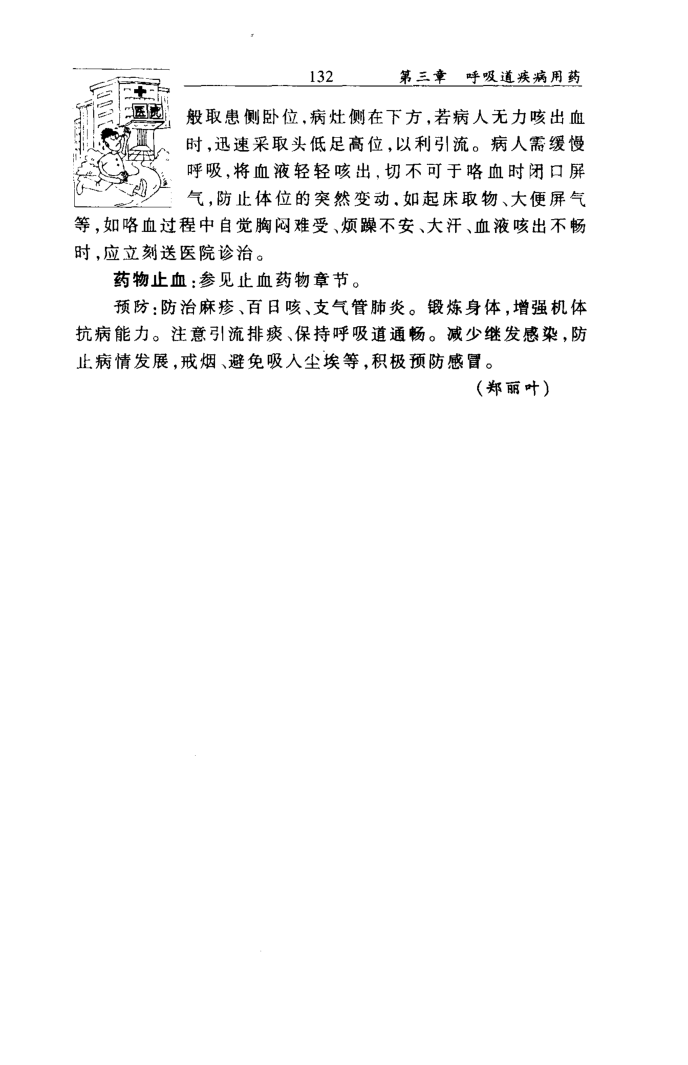 132 第三章 呼吸道疾病用药
医院
般取患侧卧位,病灶侧在下方,若病人无力咳出血
时,迅速采取头低足高位,以利引流。病人需缓慢
呼吸,将血液轻轻咳出,切不可于咯血时闭口屏
气,防止体位的突然变动,如起床取物、大便屏气
等,如咯血过程中自觉胸闷难受、烦躁不安、大汗、血液咳出不畅
时,应立刻送医院诊治。
药物止血:参见止血药物章节。
预防:防治麻疹、百日咳、支气管肺炎。锻炼身体,增强机体
抗病能力。注意引流排痰、保持呼吸道通畅。减少继发感染,防
止病情发展,戒烟、避免吸入尘埃等,积极预防感冒。
(郑丽叶)